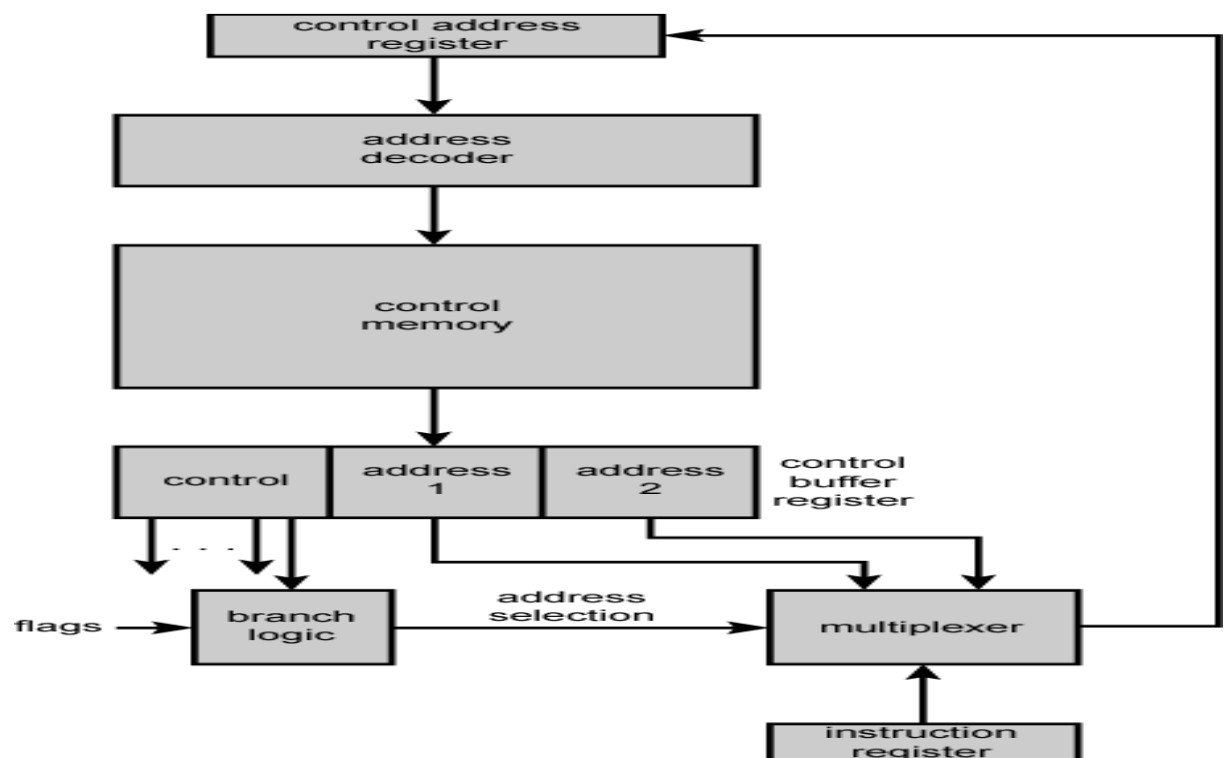 control address
register
address
decoder
control
memory
control
address
1
address
2
control
buffer
register
. . .
flags
branch
logic
address
selection
multiplexer
instruction
register